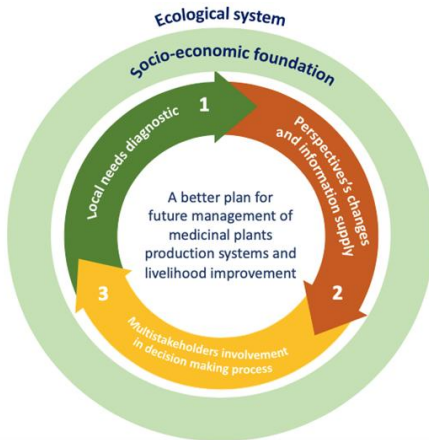 Ecological system
Socio-economic foundation
1
Local needs diagnostic
Perspectives's changes
and information supply
2
A better plan for
future management of
medicinal plants
production systems and
livelihood improvement
3
Multistakeholders involvement
in decision making process